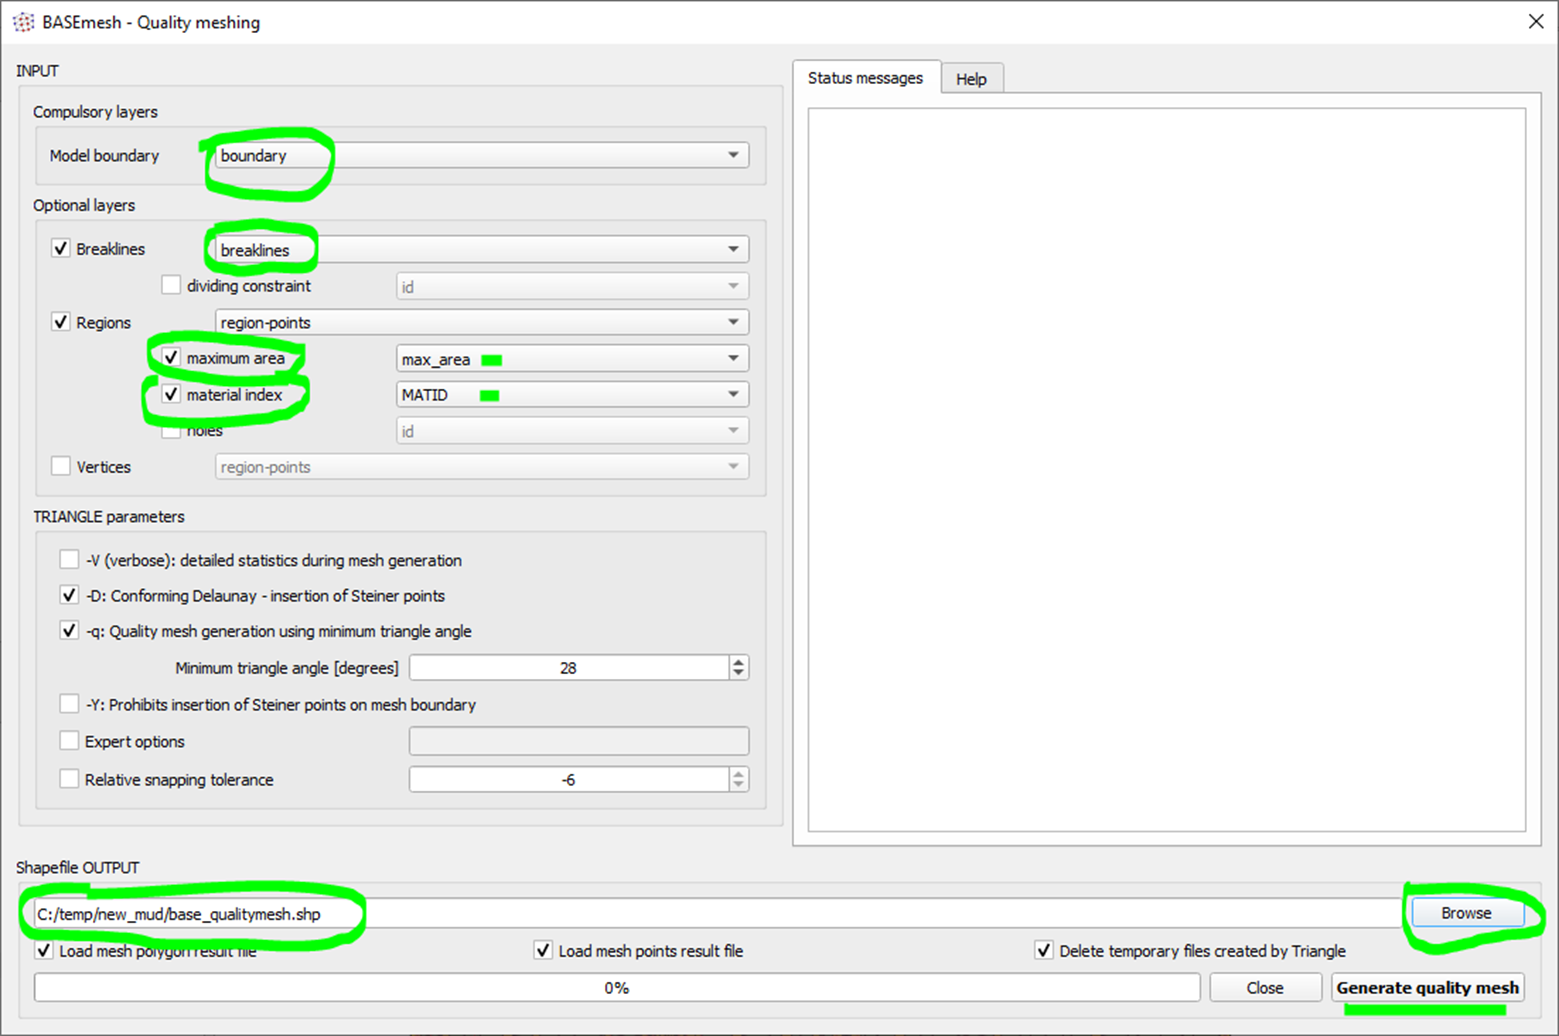 BASEmesh - Quality meshing
INPUT
Compulsory layers
Model boundary boundary
Optional layers
Breaklines breaklines
dividing constraint id
Regions region-points
maximum area max_area
material index MATID
holes id
Vertices region-points
TRIANGLE parameters
-V (verbose): detailed statistics during mesh generation
-D: Conforming Delaunay - insertion of Steiner points
-q: Quality mesh generation using minimum triangle angle
Minimum triangle angle [degrees] 28
-Y: Prohibits insertion of Steiner points on mesh boundary
Expert options
Relative snapping tolerance -6
Status messages Help
Shapefile OUTPUT
C:/temp/new_mud/base_qualitymesh.shp Browse
Load mesh polygon result file Load mesh points result file Delete temporary files created by Triangle
0% Close Generate quality mesh